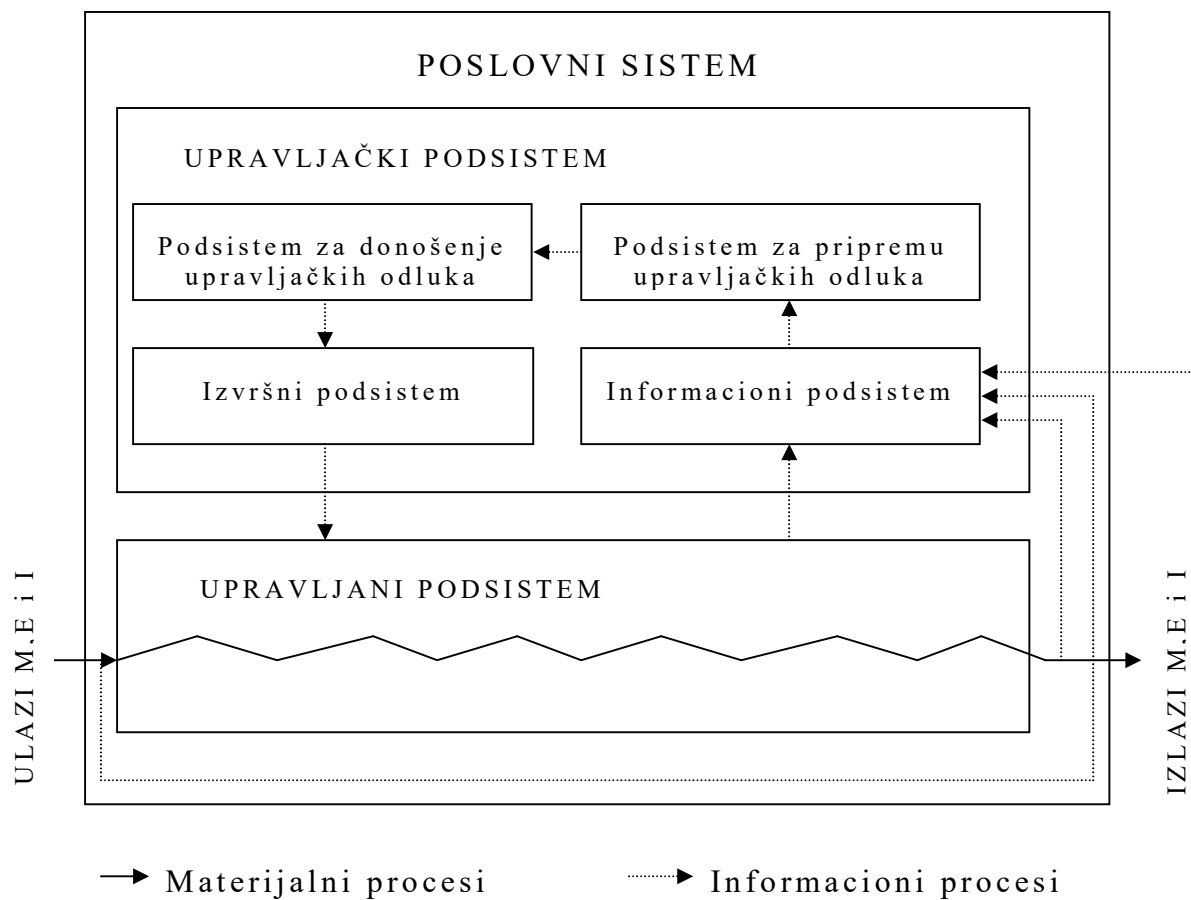 POSLOVNI SISTEM
UPRAVLJAČKI PODSISTEM
Podsistem za donošenje
upravljačkih odluka
Podsistem za pripremu
upravljačkih odluka
Izvršni podsistem
Informacioni podsistem
UPRAVLJANI PODSISTEM
ULAZI M,E i I
IZLAZI M,E i I
Materijalni procesi
Informacioni procesi